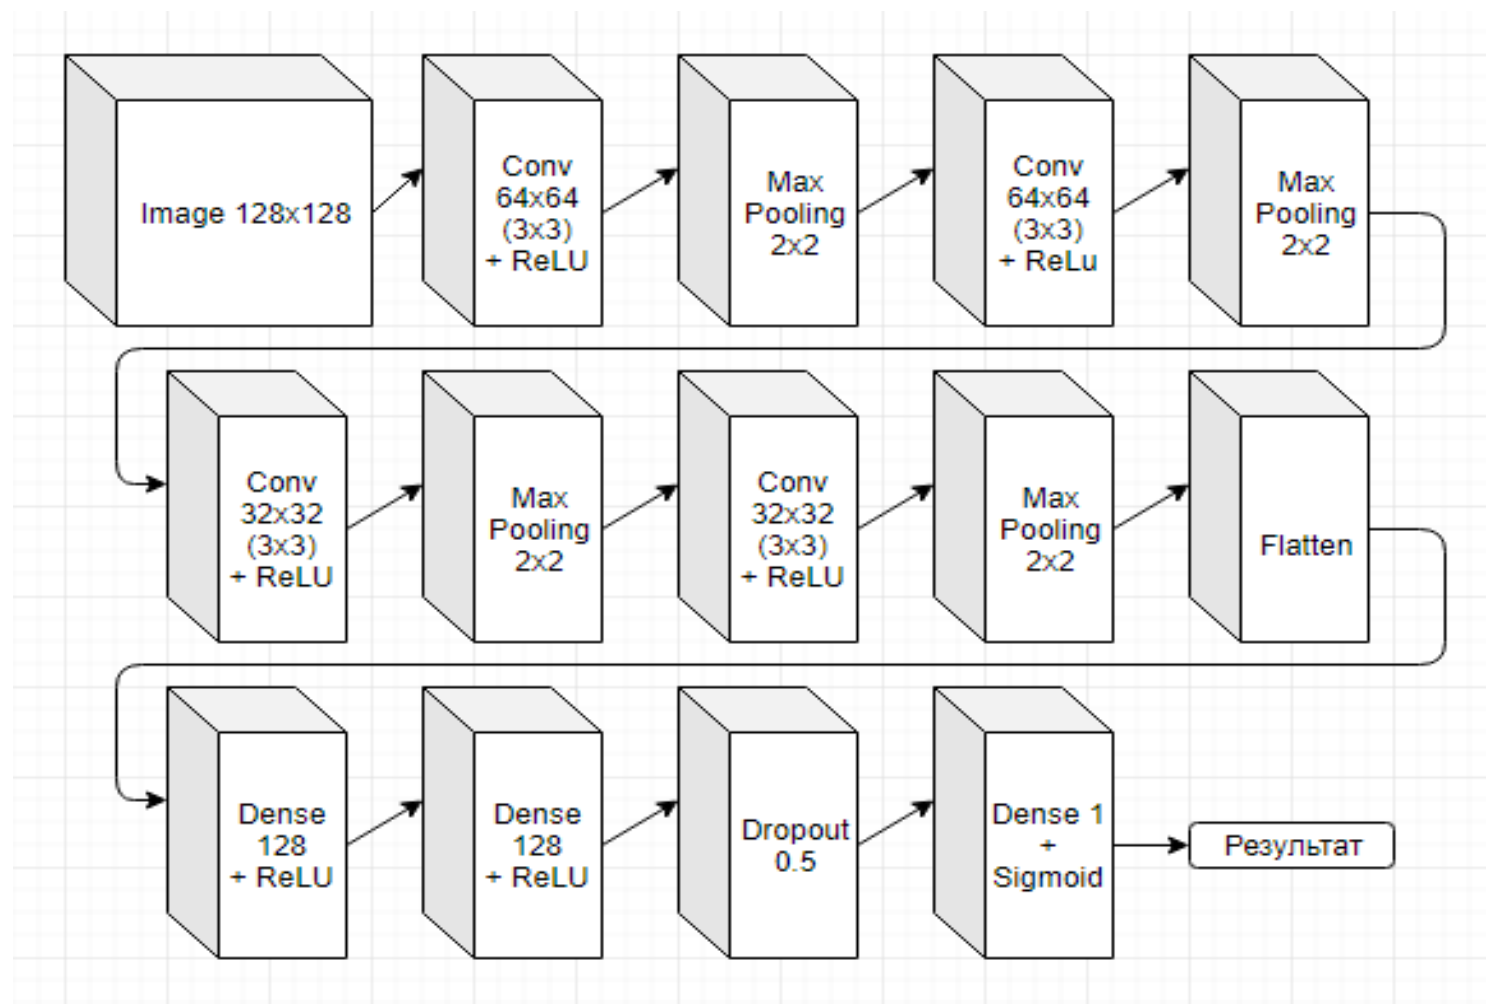 Image 128x128
Conv
64x64
(3x3)
+ ReLU
Max
Pooling
2x2
Conv
64x64
(3x3)
+ ReLu
Max
Pooling
2x2
Conv
32x32
(3x3)
+ ReLU
Max
Pooling
2x2
Conv
32x32
(3x3)
+ ReLU
Max
Pooling
2x2
Flatten
Dense
128
+ ReLU
Dense
128
+ ReLU
Dropout
0.5
Dense 1
+
Sigmoid
Результат